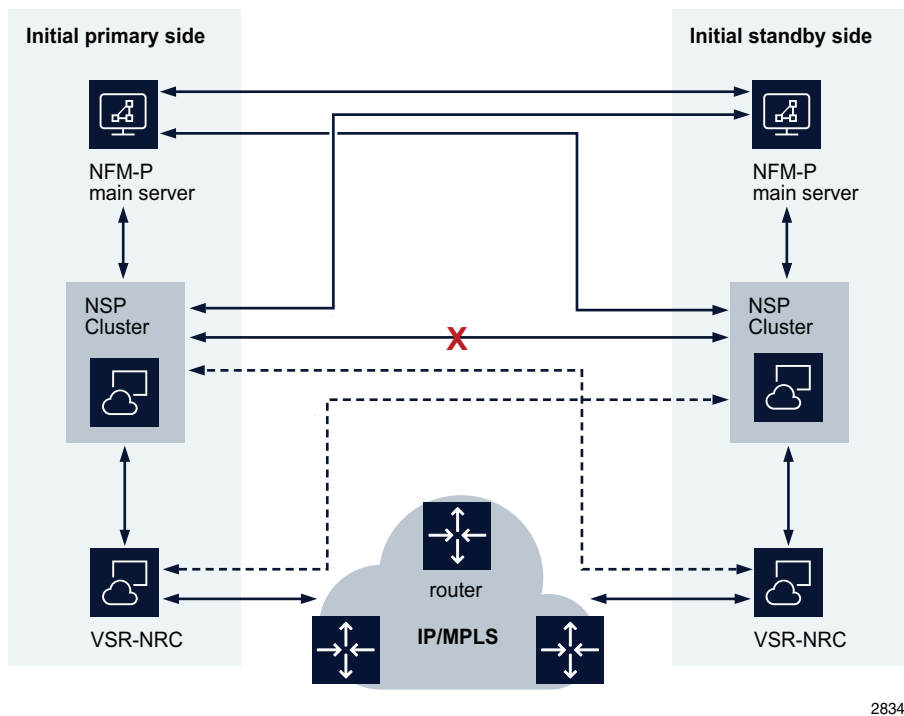 Initial primary side
Initial standby side
NFM-P
main server
NFM-P
main server
NSP
Cluster
NSP
Cluster
X
router
IP/MPLS
VSR-NRC
VSR-NRC
2834